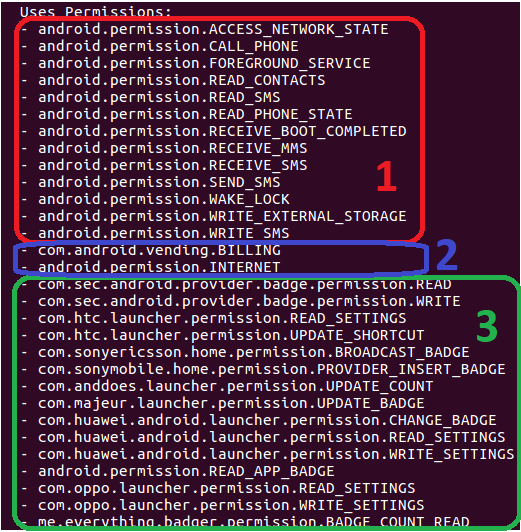 Uses Permissions:
- android.permission.ACCESS_NETWORK_STATE
- android.permission.CALL_PHONE
- android.permission.FOREGROUND_SERVICE
- android.permission.READ_CONTACTS
- android.permission.READ_SMS
- android.permission.READ_PHONE_STATE
- android.permission.RECEIVE_BOOT_COMPLETED
- android.permission.RECEIVE_MMS
- android.permission.RECEIVE_SMS
- android.permission.SEND_SMS
- android.permission.WAKE_LOCK
- android.permission.WRITE_EXTERNAL_STORAGE
- android.permission.WRITE_SMS
1
- com.android.vending.BILLING
- android.permission.INTERNET
2
- com.sec.android.provider.badge.permission.READ
- com.sec.android.provider.badge.permission.WRITE
- com.htc.launcher.permission.READ_SETTINGS
- com.htc.launcher.permission.UPDATE_SHORTCUT
- com.sonyericsson.home.permission.BROADCAST_BADGE
- com.sonymobile.home.permission.PROVIDER_INSERT_BADGE
- com.anddoes.launcher.permission.UPDATE_COUNT
- com.majeur.launcher.permission.UPDATE_BADGE
- com.huawei.android.launcher.permission.CHANGE_BADGE
- com.huawei.android.launcher.permission.READ_SETTINGS
- com.huawei.android.launcher.permission.WRITE_SETTINGS
- android.permission.READ_APP_BADGE
- com.oppo.launcher.permission.READ_SETTINGS
- com.oppo.launcher.permission.WRITE_SETTINGS
- me.everything.badger.permission.BADGE_COUNT_READ
3